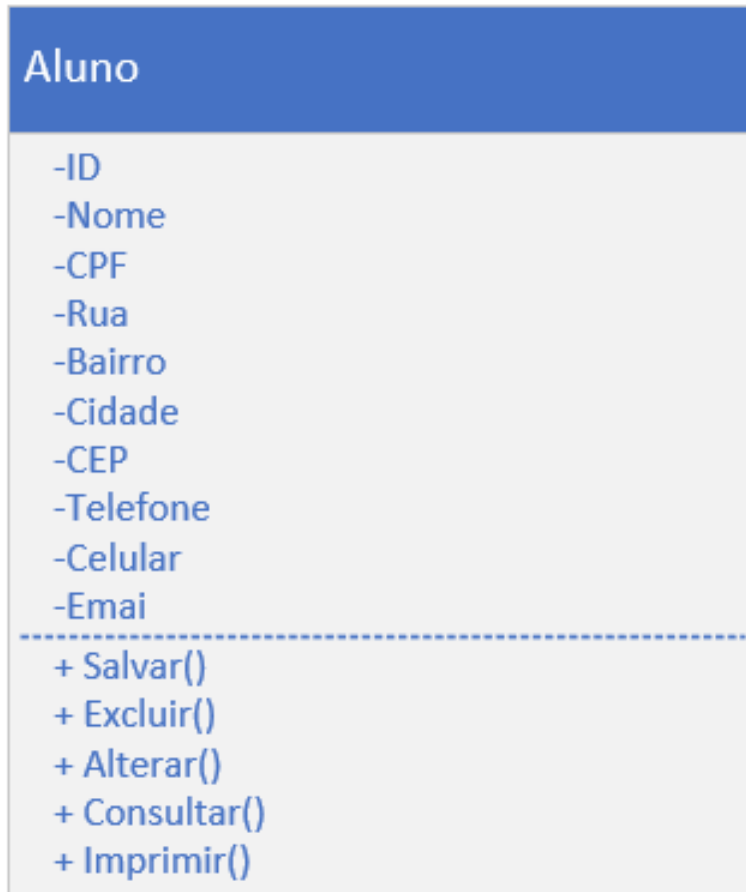 Aluno
-ID
-Nome
-CPF
-Rua
-Bairro
-Cidade
-CEP
-Telefone
-Celular
-Emai
+ Salvar()
+ Excluir()
+ Alterar()
+ Consultar()
+ Imprimir()